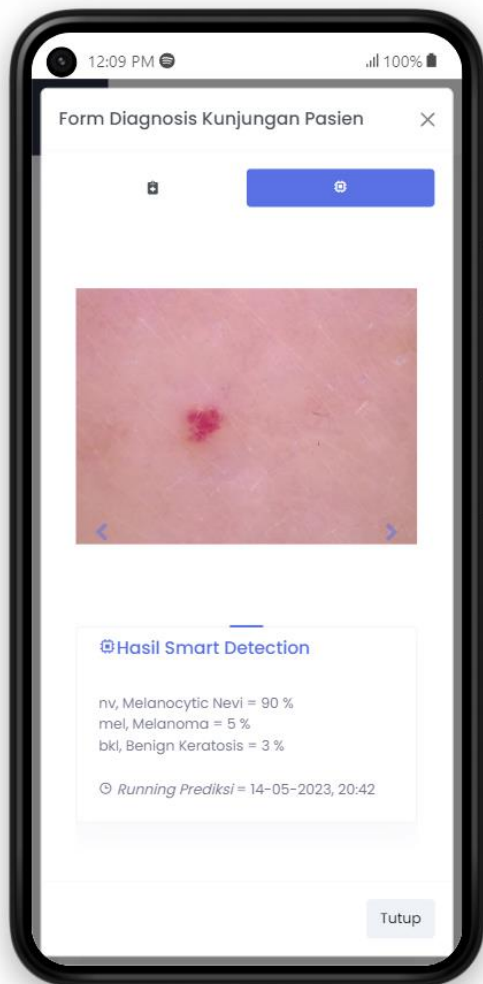 12:09 PM
100%
Form Diagnosis Kunjungan Pasien
Hasil Smart Detection
nv, Melanocytic Nevi = 90 %
mel, Melanoma = 5 %
bkl, Benign Keratosis = 3 %
Running Prediksi = 14-05-2023, 20:42
Tutup